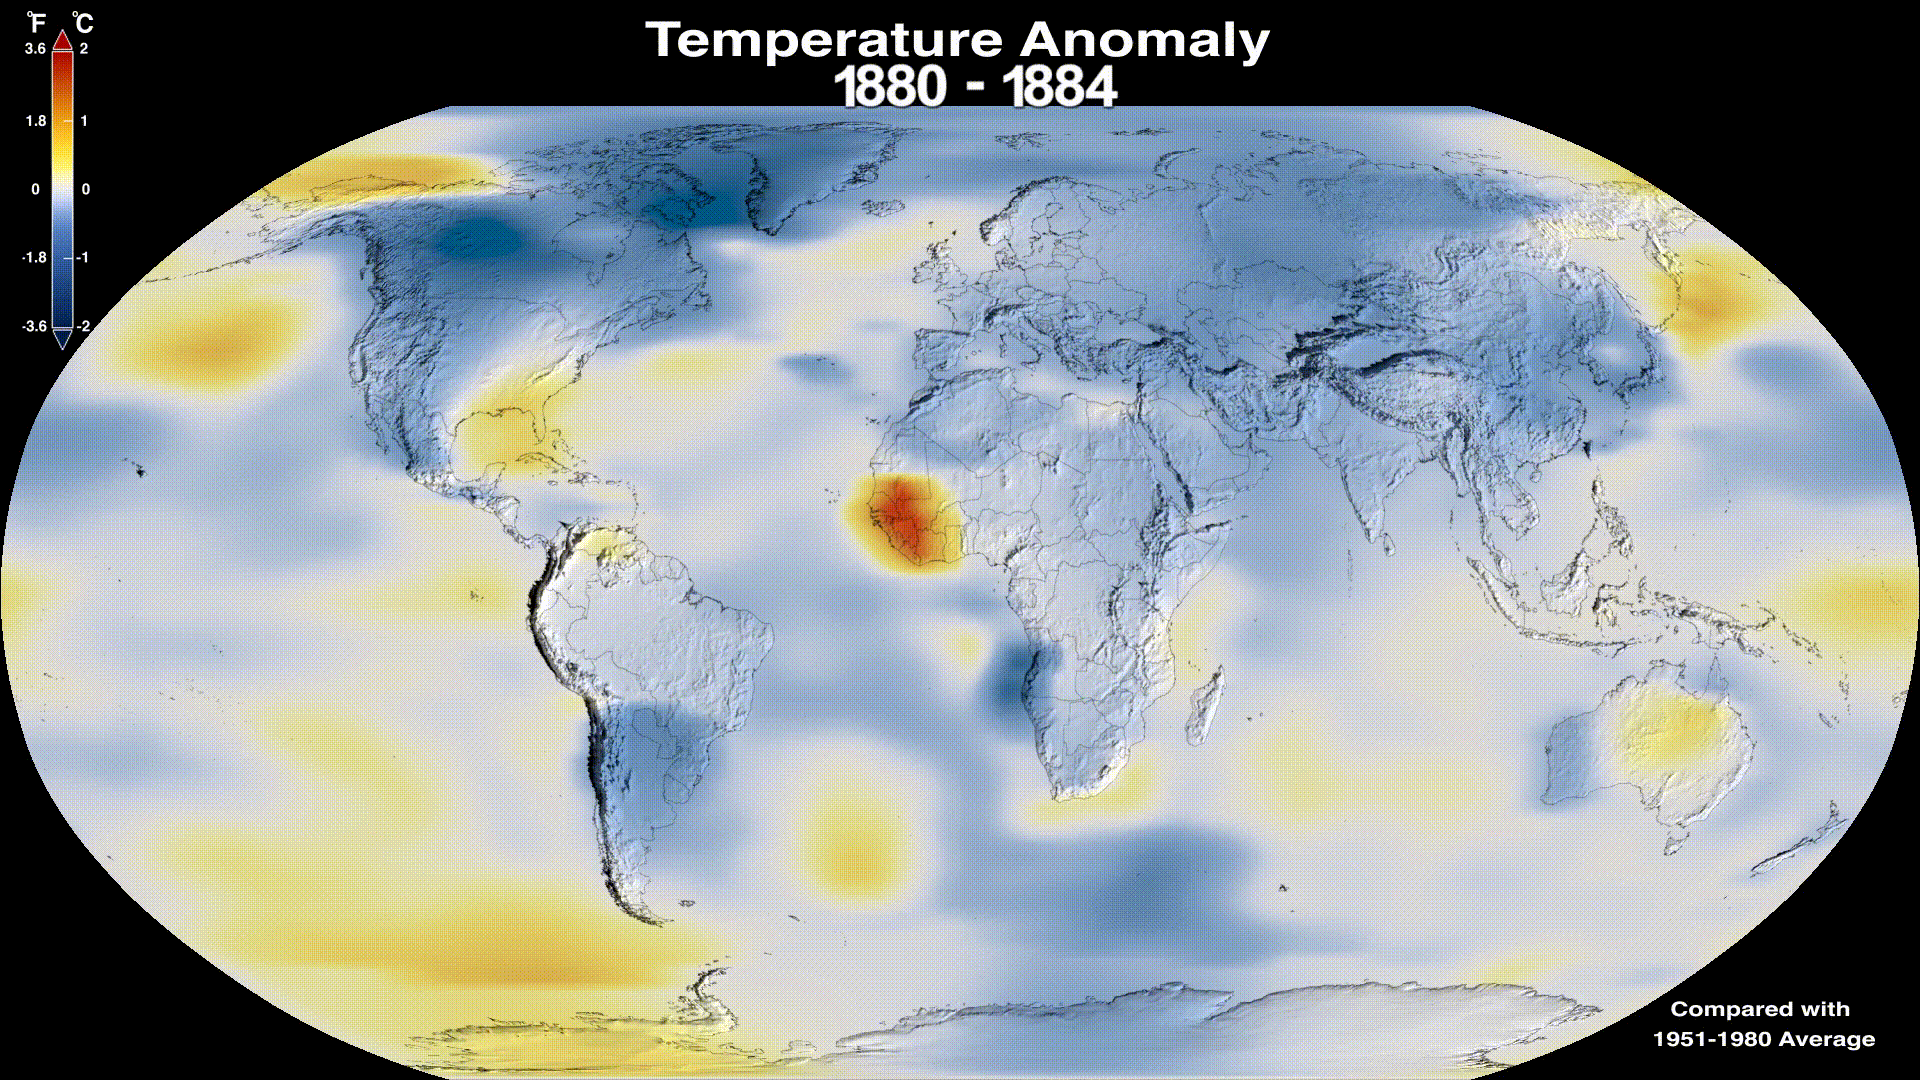 Temperature Anomaly
1880 - 1884
°F °C
3.6 2
1.8 1
0 0
-1.8 -1
-3.6 -2
Compared with
1951-1980 Average